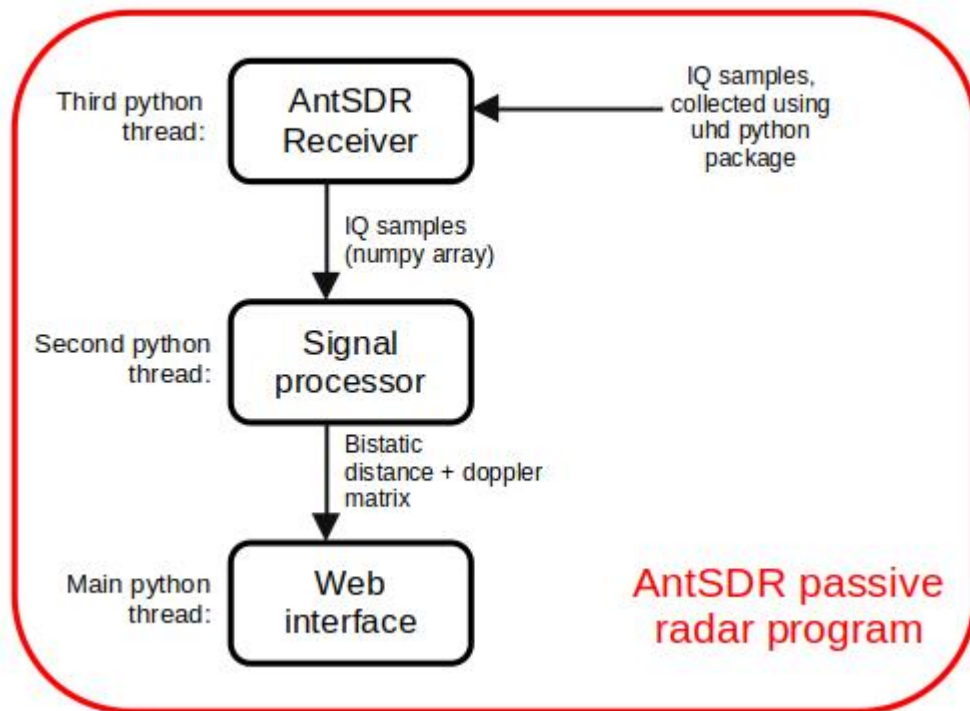 Third python
thread:
AntSDR
Receiver
IQ samples,
collected using
uhd python
package
IQ samples
(numpy array)
Second python
thread:
Signal
processor
Bistatic
distance + doppler
matrix
Main python
thread:
Web
interface
AntSDR passive
radar program